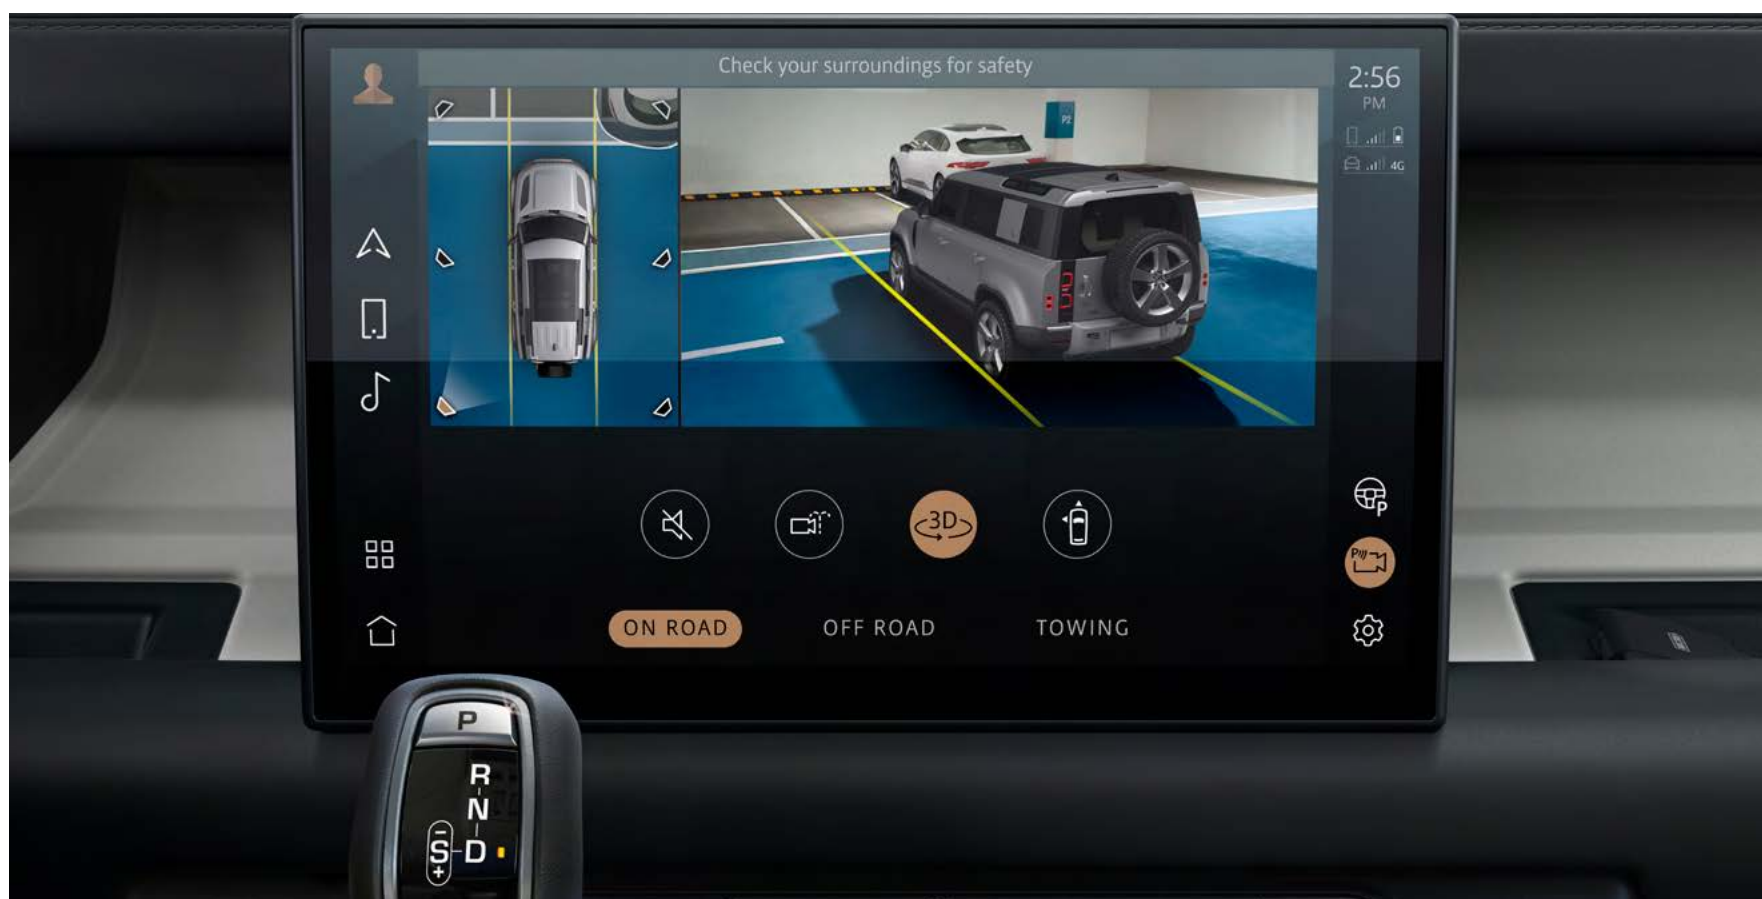 Check your surroundings for safety
2:56
PM
4G
P2
3D
P
P
ON ROAD
OFF ROAD
TOWING
P
R
N
S D